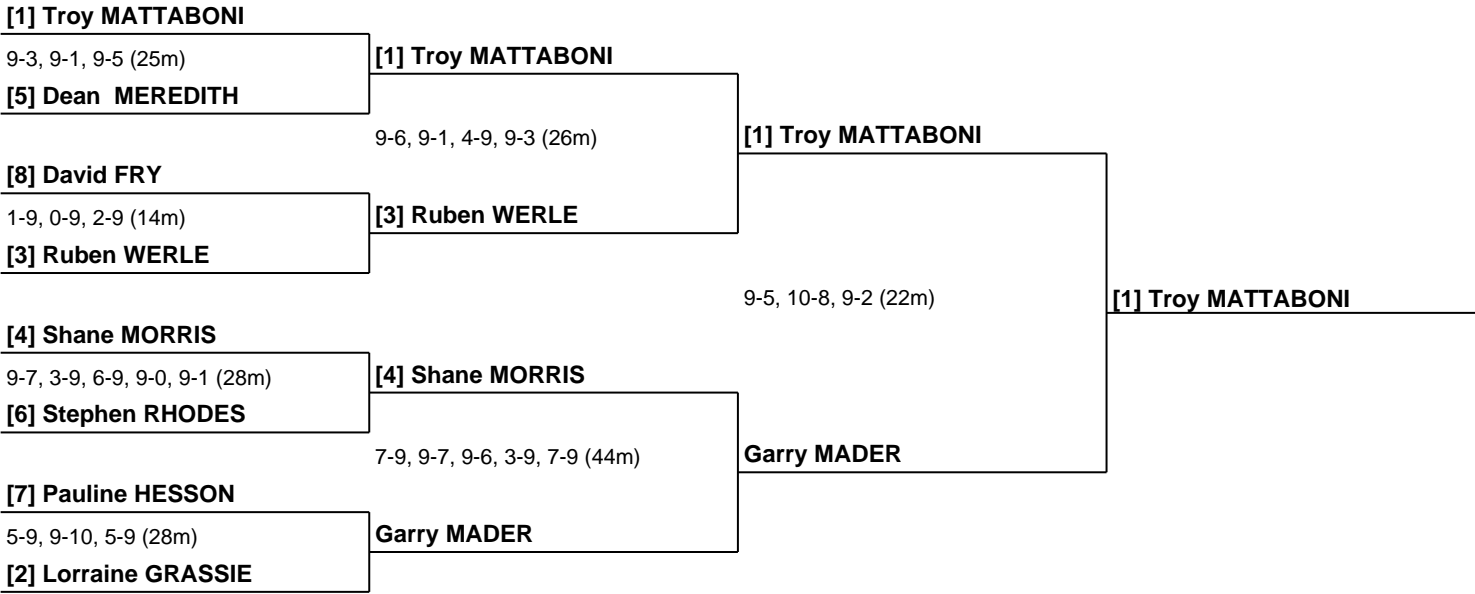 [1] Troy MATTABONI
9-3, 9-1, 9-5 (25m)
[5] Dean  MEREDITH
[8] David FRY
1-9, 0-9, 2-9 (14m)
[3] Ruben WERLE
[4] Shane MORRIS
9-7, 3-9, 6-9, 9-0, 9-1 (28m)
[6] Stephen RHODES
[7] Pauline HESSON
5-9, 9-10, 5-9 (28m)
[2] Lorraine GRASSIE
[1] Troy MATTABONI
9-6, 9-1, 4-9, 9-3 (26m)
[3] Ruben WERLE
[4] Shane MORRIS
7-9, 9-7, 9-6, 3-9, 7-9 (44m)
Garry MADER
[1] Troy MATTABONI
9-5, 10-8, 9-2 (22m)
Garry MADER
[1] Troy MATTABONI